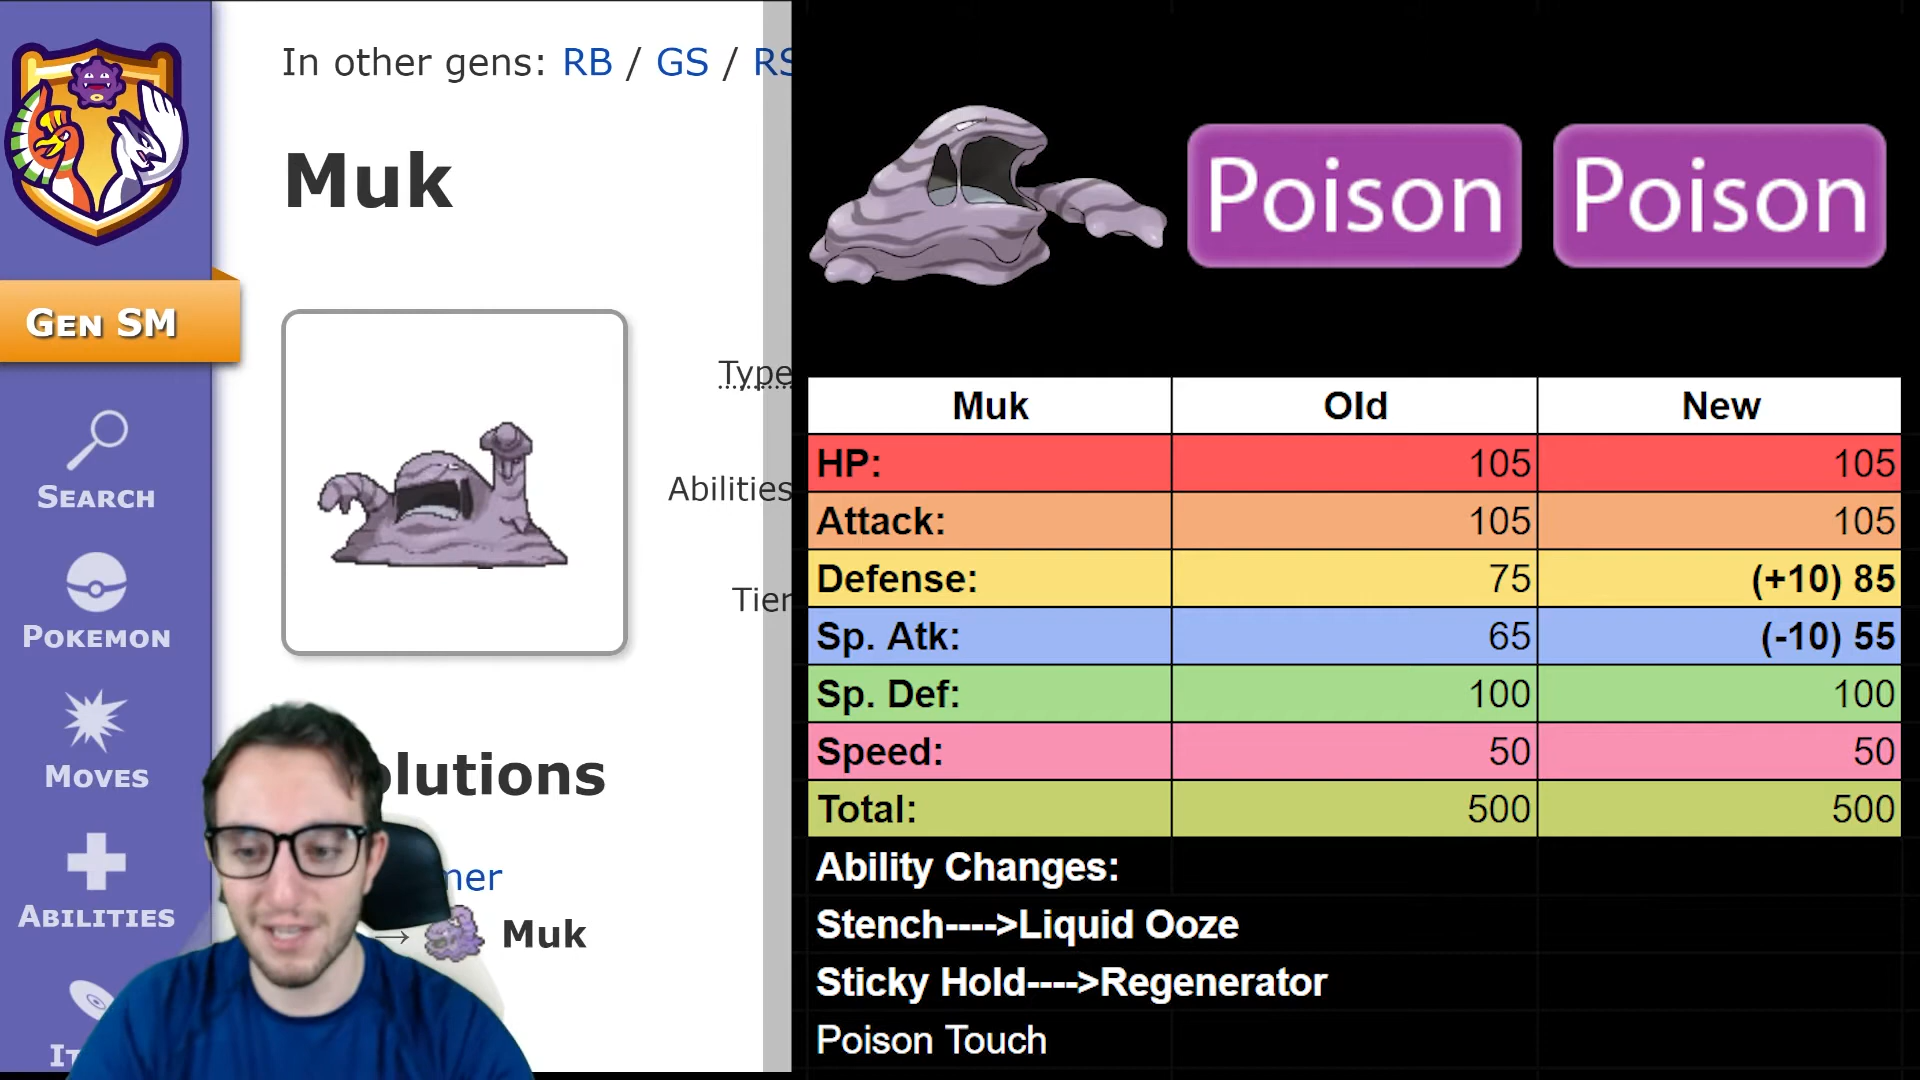 In other gens: RB / GS / RS
Muk
GEN SM
SEARCH
POKEMON
MOVES
ABILITIES
Type
Abilities
Tier
olutions
mer
→ Muk
Poison Poison
Muk Old New
HP: 105 105
Attack: 105 105
Defense: 75 (+10) 85
Sp. Atk: 65 (-10) 55
Sp. Def: 100 100
Speed: 50 50
Total: 500 500
Ability Changes:
Stench---->Liquid Ooze
Sticky Hold---->Regenerator
Poison Touch